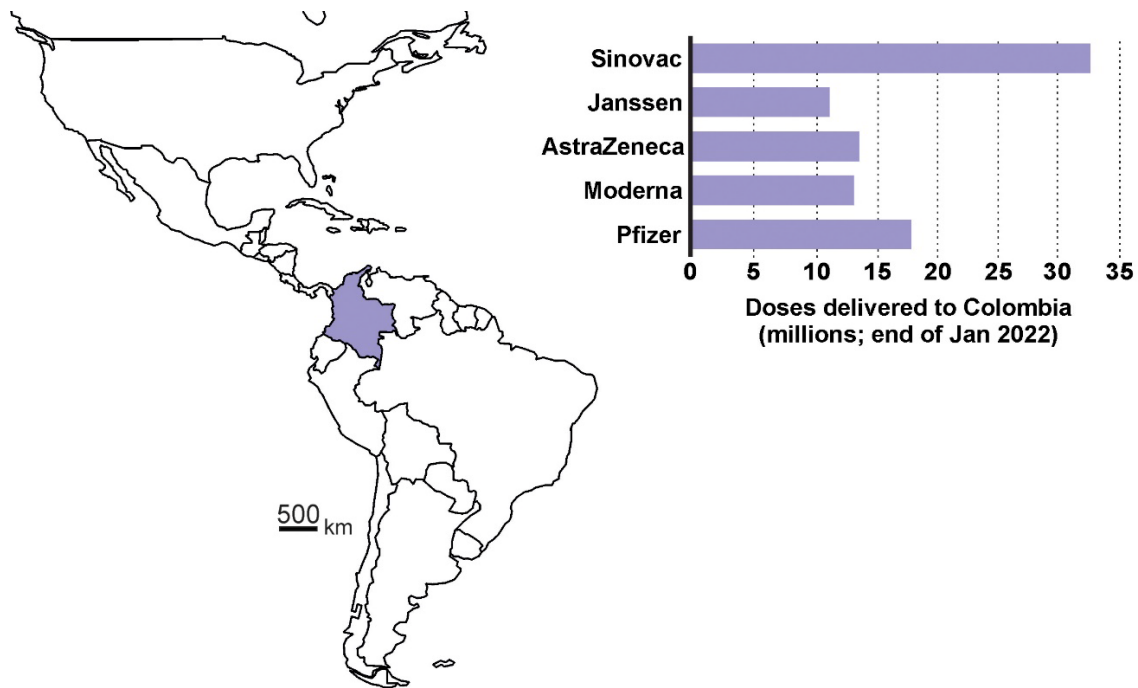 Sinovac
Janssen
AstraZeneca
Moderna
Pfizer
0 5 10 15 20 25 30 35
Doses delivered to Colombia
(millions; end of Jan 2022)
500 km